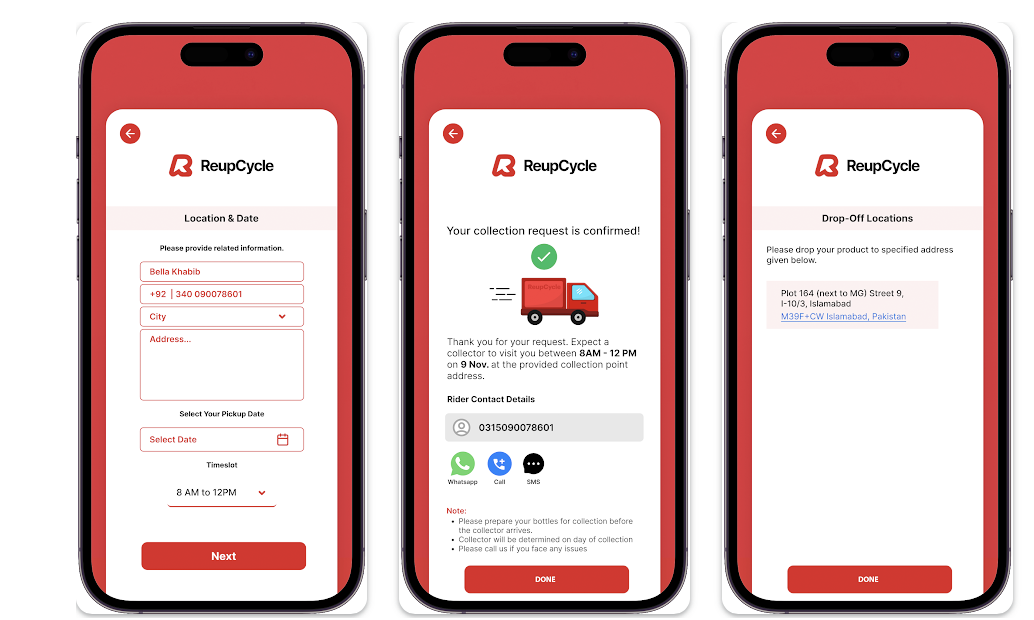 ReupCycle
Location & Date
Please provide related information.
Bella Khabib
+92 | 340 090078601
City
Address...
Select Your Pickup Date
Select Date
Timeslot
8 AM to 12PM
Next
ReupCycle
Your collection request is confirmed!
ReupCycle
Thank you for your request. Expect a
collector to visit you between 8AM - 12 PM
on 9 Nov. at the provided collection point
address.
Rider Contact Details
0315090078601
Whatsapp
Call
SMS
Note:
• Please prepare your bottles for collection before
the collector arrives.
• Collector will be determined on day of collection
• Please call us if you face any issues
DONE
ReupCycle
Drop-Off Locations
Please drop your product to specified address
given below.
Plot 164 (next to MG) Street 9,
I-10/3, Islamabad
M39F+CW Islamabad, Pakistan
DONE